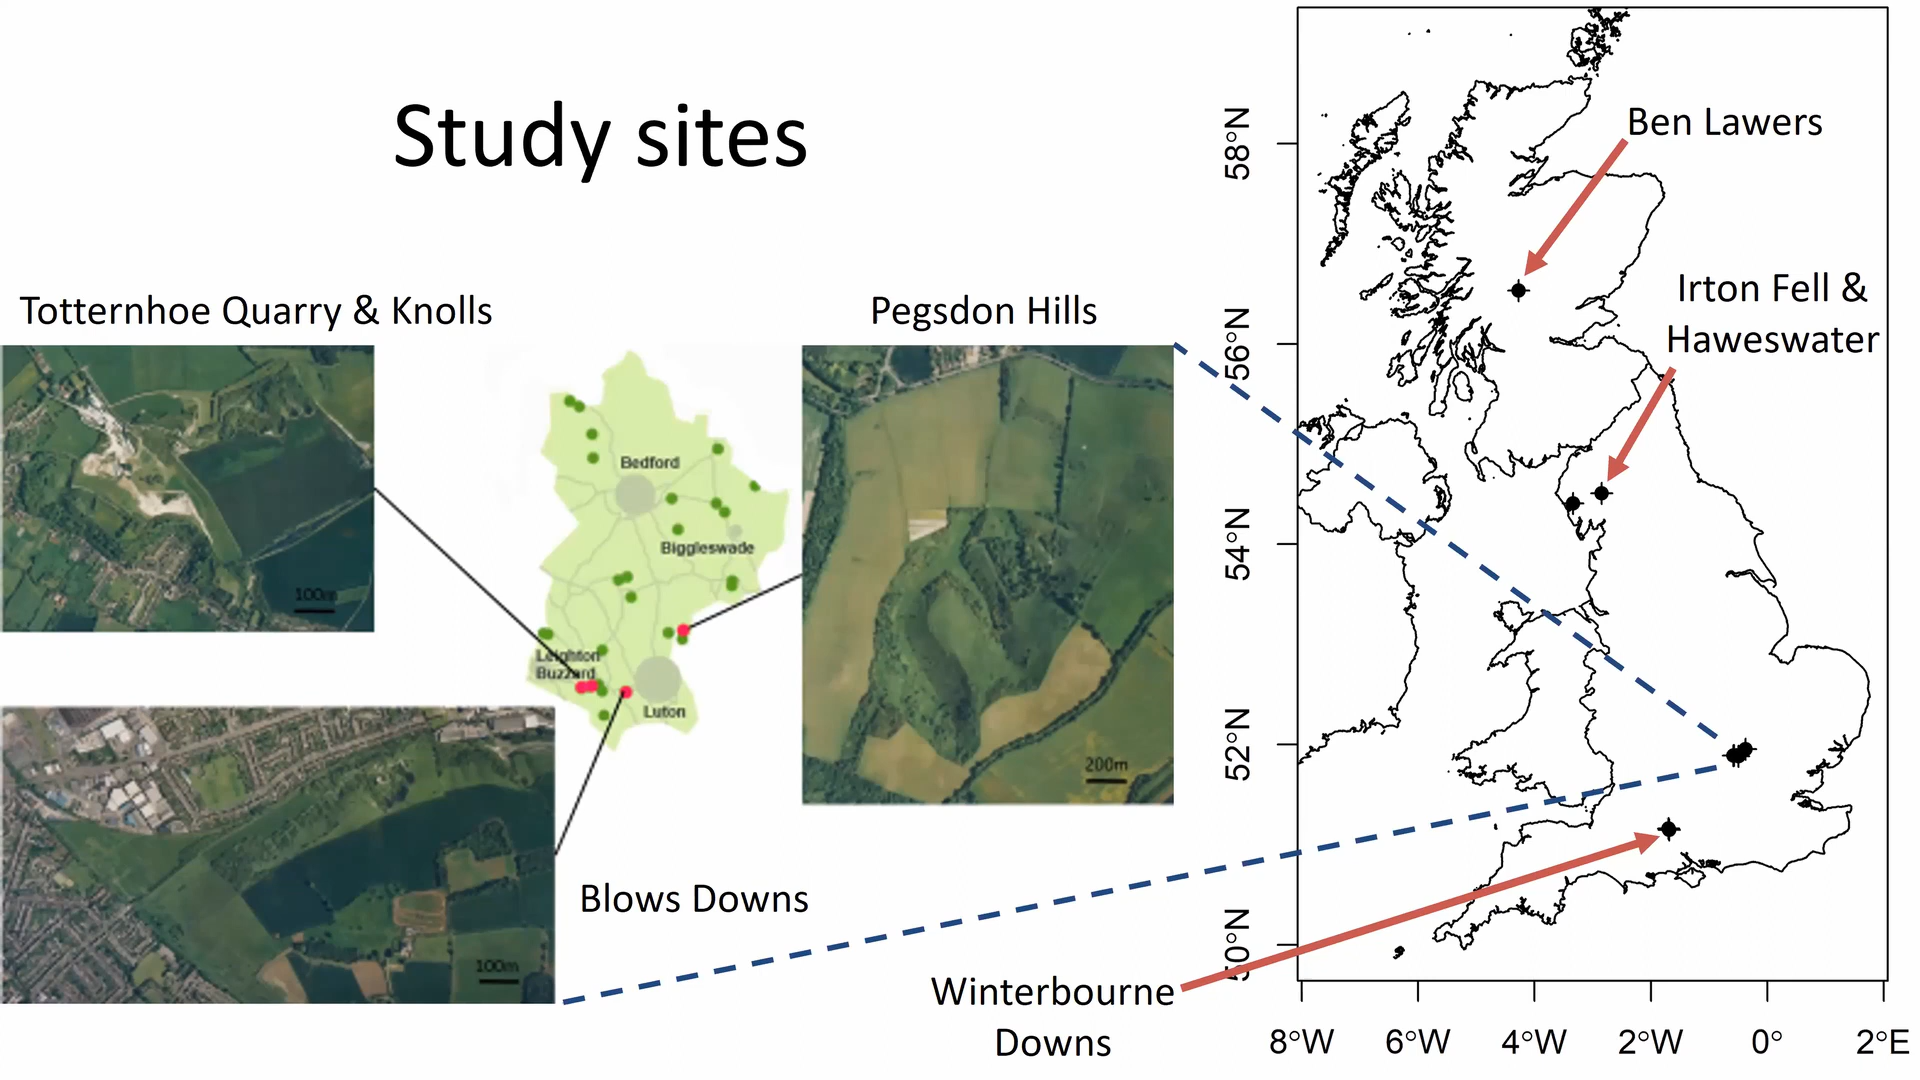 Study sites
Totternhoe Quarry & Knolls
Pegsdon Hills
Bedford
Biggleswade
Leighton
Buzzard
Luton
100m
200m
100m
Blows Downs
Winterbourne
Downs
Ben Lawers
Irton Fell &
Haweswater
58°N
56°N
54°N
52°N
50°N
8°W 6°W 4°W 2°W 0° 2°E